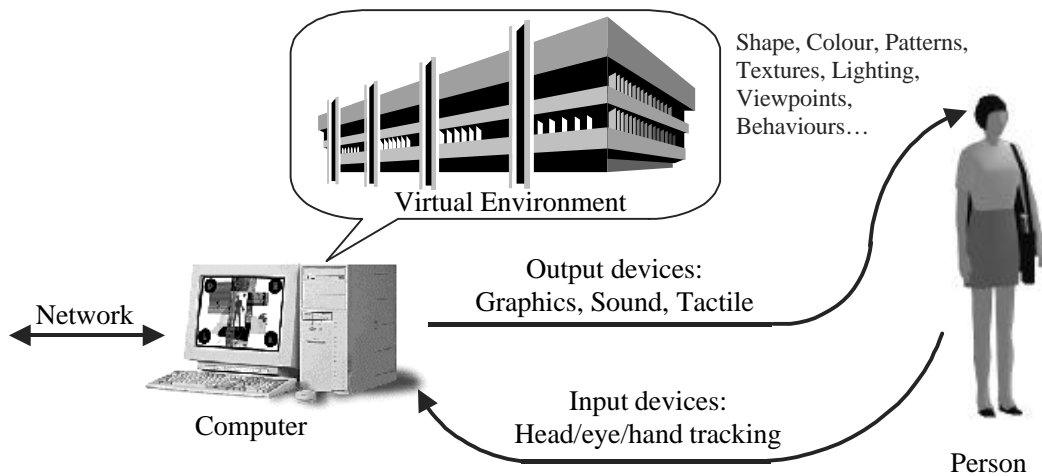 Shape, Colour, Patterns,
Textures, Lighting,
Viewpoints,
Behaviours…
Virtual Environment
Output devices:
Graphics, Sound, Tactile
Network
Computer
Input devices:
Head/eye/hand tracking
Person